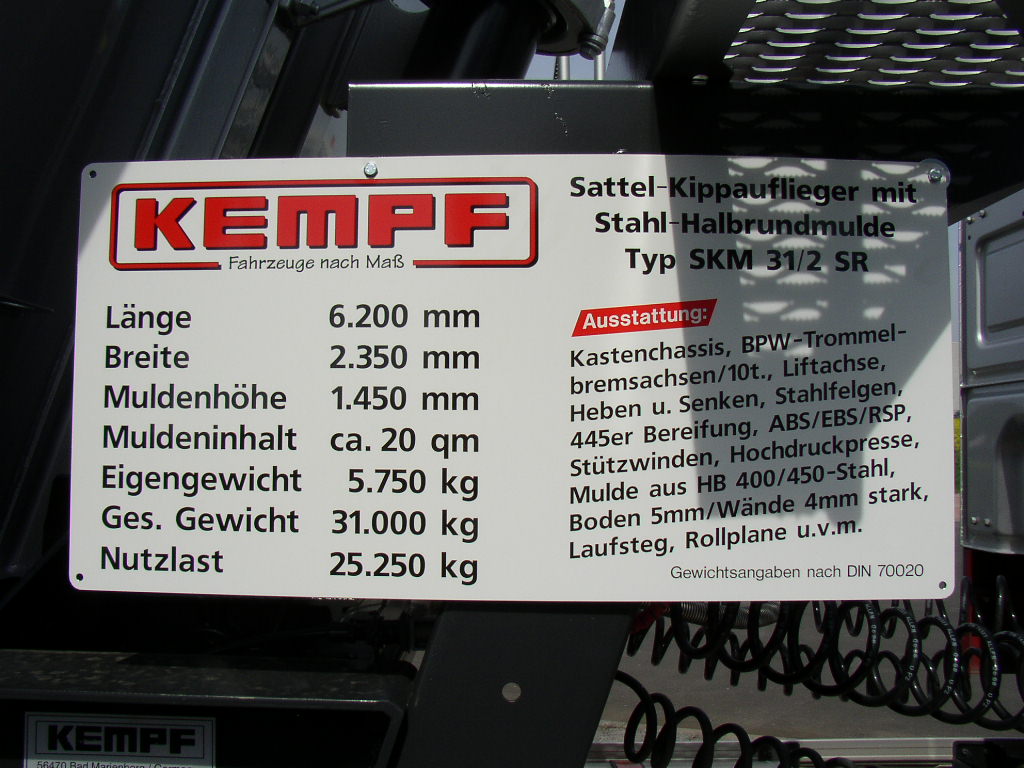 KEMPF
Fahrzeuge nach Maß
Sattel-Kippauflieger mit
Stahl-Halbrundmulde
Typ SKM 31/2 SR
Länge 6.200 mm
Breite 2.350 mm
Muldenhöhe 1.450 mm
Muldeninhalt ca. 20 qm
Eigengewicht 5.750 kg
Ges. Gewicht 31.000 kg
Nutzlast 25.250 kg
Ausstattung:
Kastenchassis, BPW-Trommel-
bremsachsen/10t., Liftachse,
Heben u. Senken, Stahlfelgen,
445er Bereifung, ABS/EBS/RSP,
Stützwinden, Hochdruckpresse,
Mulde aus HB 400/450-Stahl,
Boden 5mm/Wände 4mm stark,
Laufsteg, Rollplane u.v.m.
Gewichtsangaben nach DIN 70020
KEMPF
56470 Bad Marienberg /